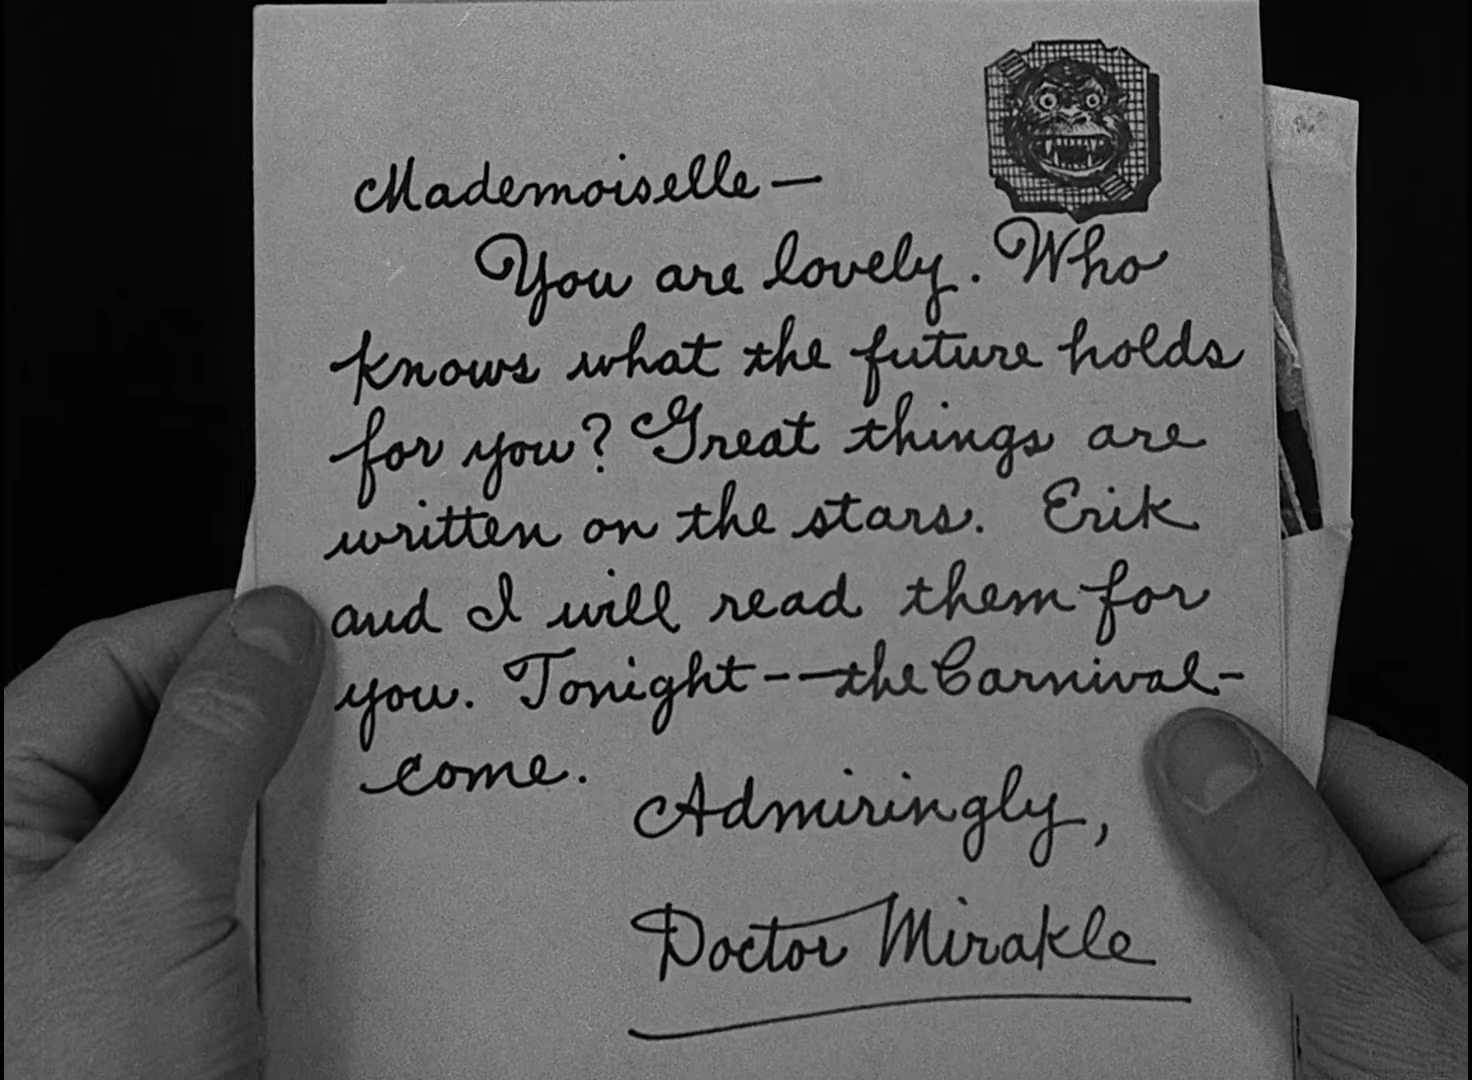 Mademoiselle —
You are lovely. Who
knows what the future holds
for you? Great things are
written on the stars. Erik
and I will read them for
you. Tonight -- the Carnival -
come.
Admiringly,
Doctor Mirakle